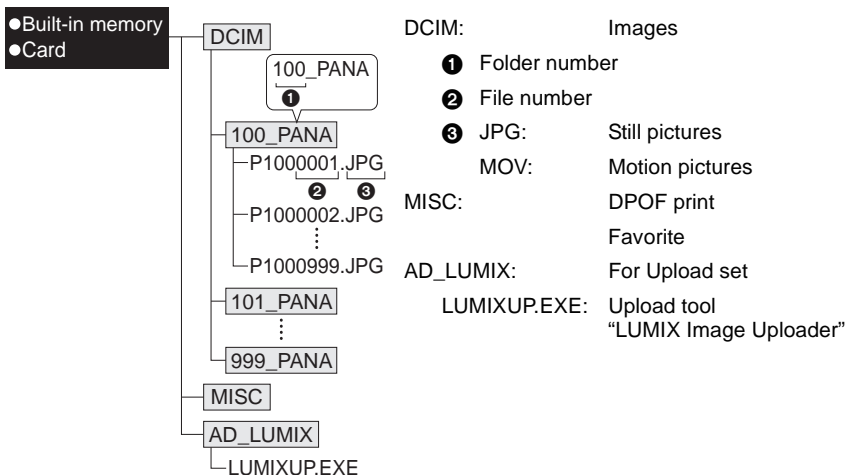 ●Built-in memory
●Card
DCIM
100_PANA
❶
100_PANA
P1000001.JPG
❷ ❸
P1000002.JPG
P1000999.JPG
101_PANA
999_PANA
MISC
AD_LUMIX
LUMIXUP.EXE
DCIM: Images
❶ Folder number
❷ File number
❸ JPG: Still pictures
MOV: Motion pictures
MISC: DPOF print
Favorite
AD_LUMIX: For Upload set
LUMIXUP.EXE: Upload tool
“LUMIX Image Uploader”